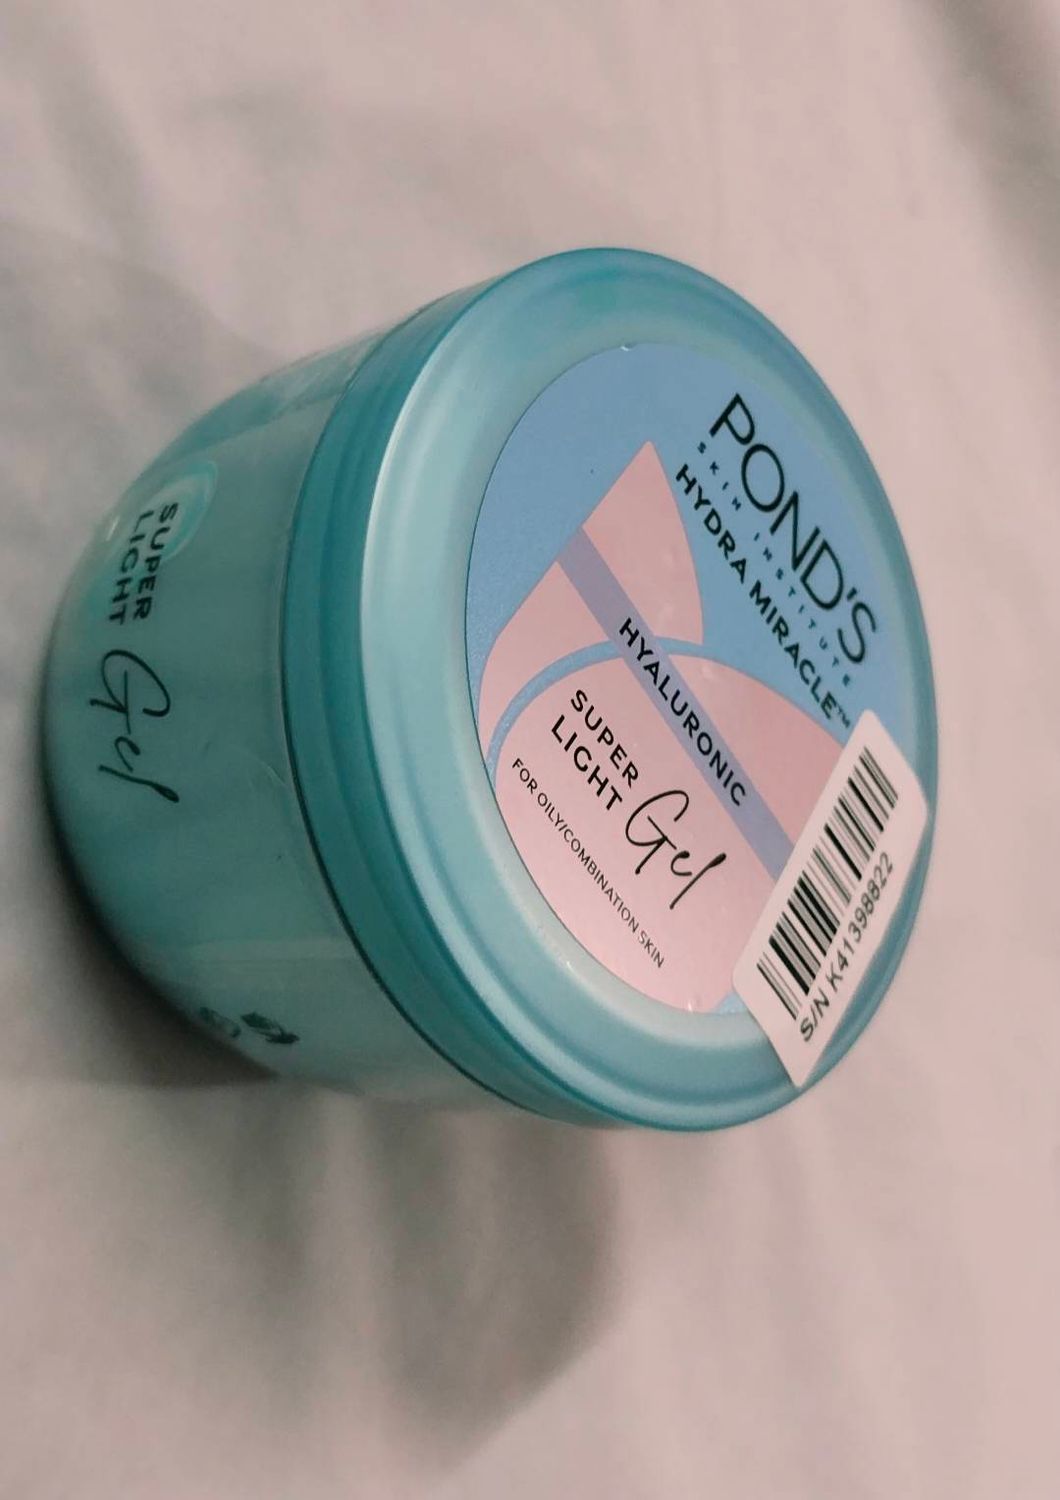 POND'S
SKIN INSTITUTE
HYDRA MIRACLE™
HYALURONIC
SUPER
LIGHT Gel
FOR OILY/COMBINATION SKIN
S/N K41398822
SUPER
LIGHT Gel